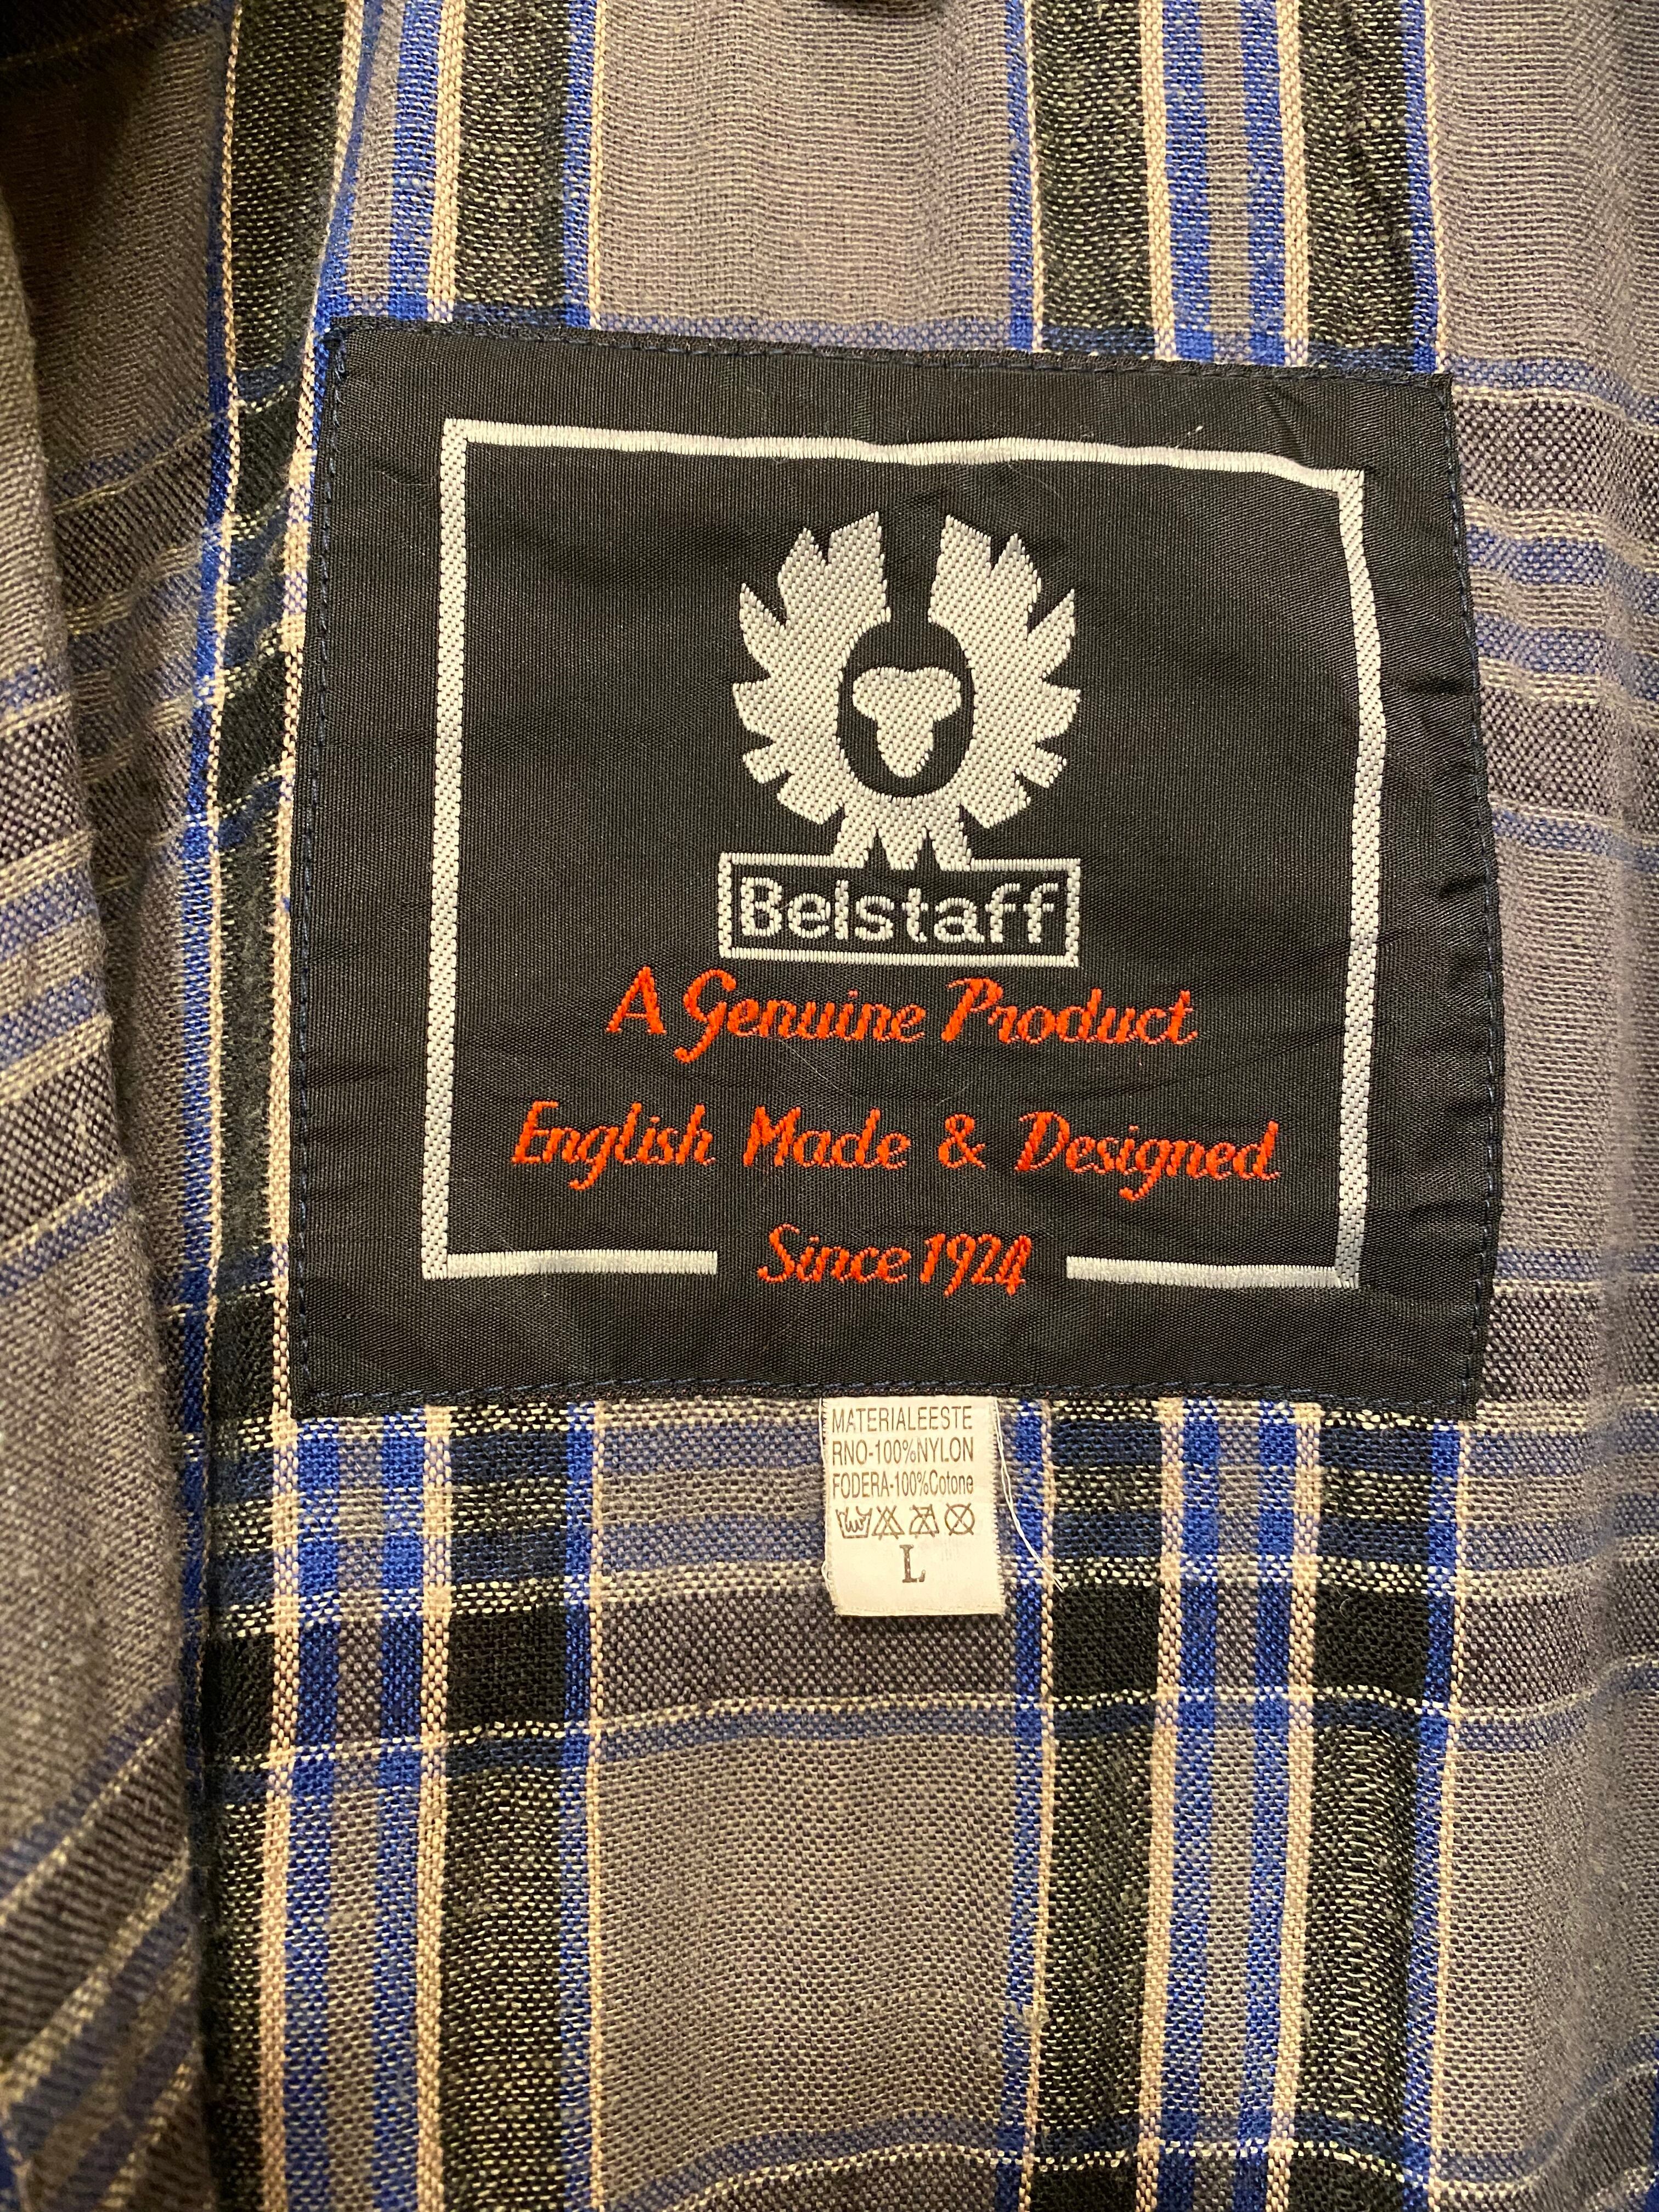 Belstaff
A Genuine Product
English Made & Designed
Since 1924
MATERIALEESTE
RNO-100%NYLON
FODERA-100%Cotone
L